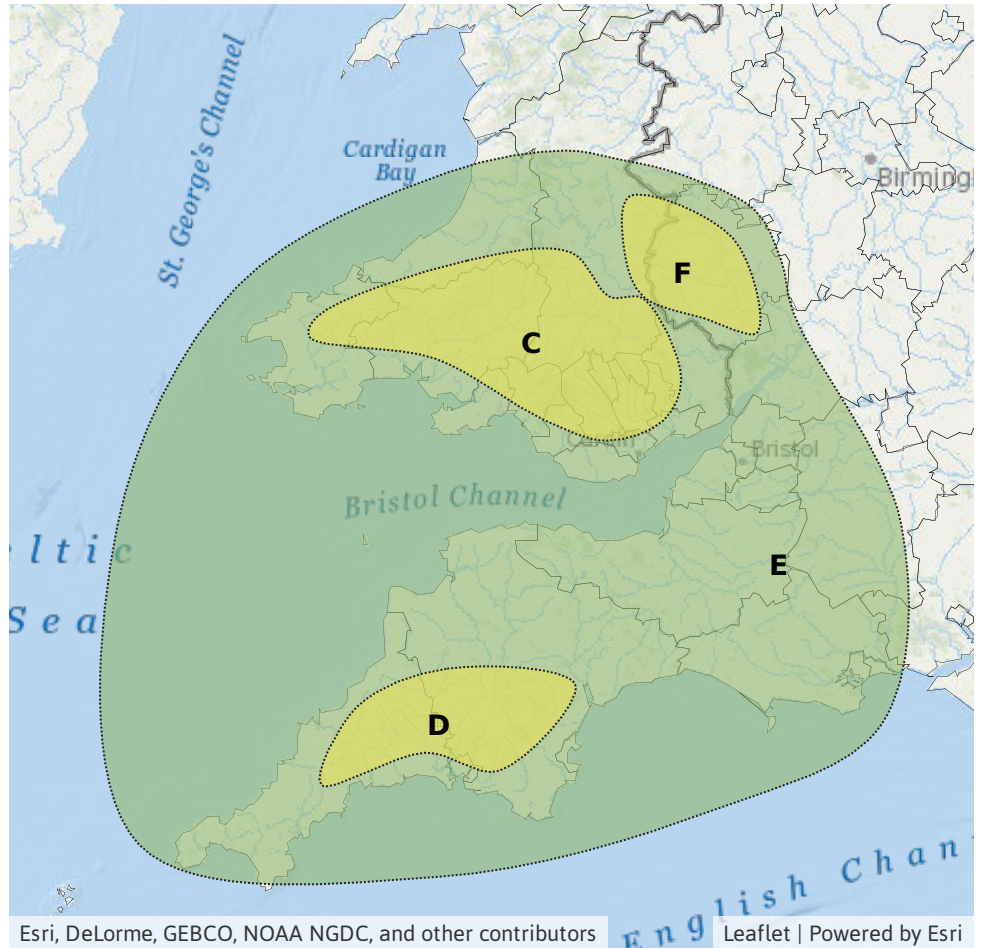 St. George's Channel
Cardigan
Bay
Birming
F
C
Cardiff
Bristol
Bristol Channel
ltic
E
Sea
D
English Chan
Esri, DeLorme, GEBCO, NOAA NGDC, and other contributors
Leaflet | Powered by Esri